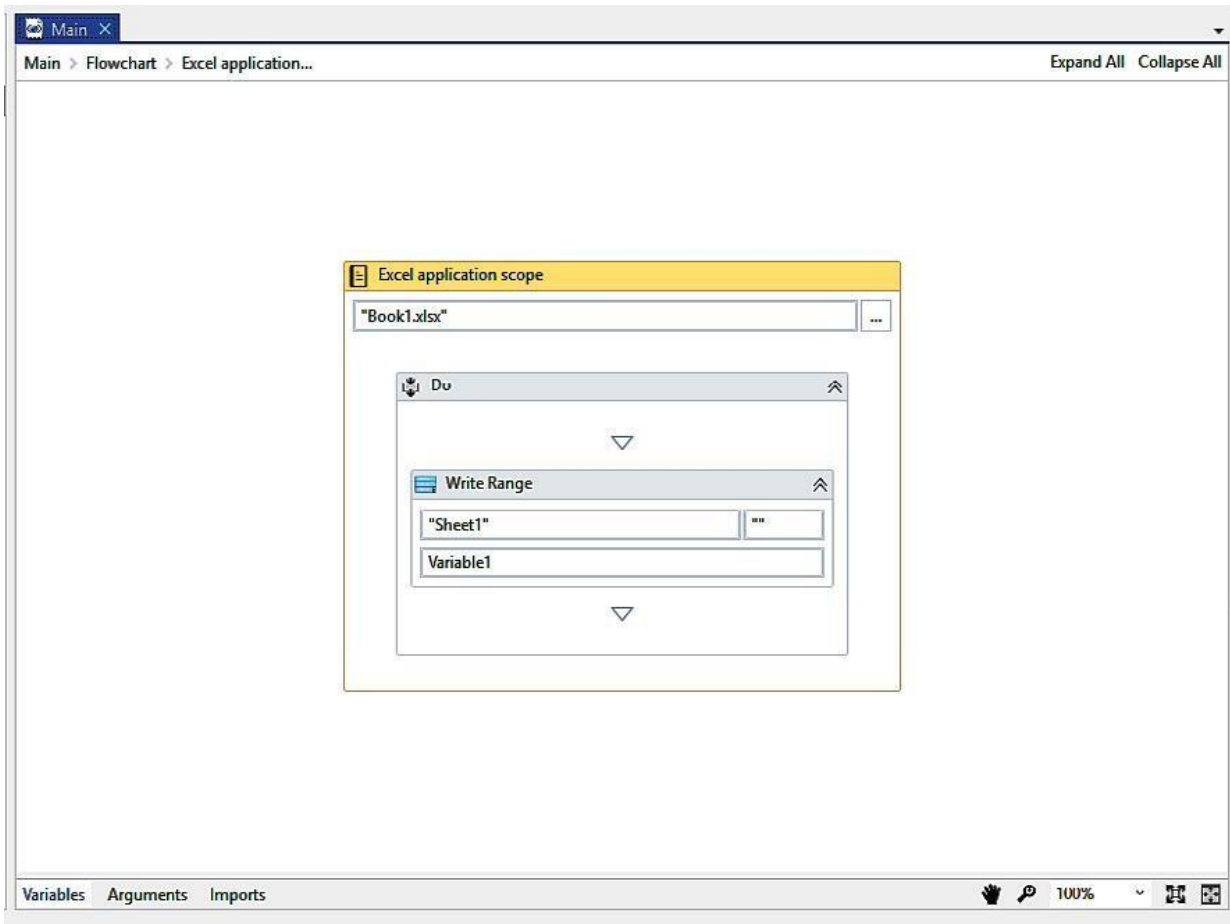 Main
Main > Flowchart > Excel application... Expand All Collapse All
Excel application scope
"Book1.xlsx" ...
Do
Write Range
"Sheet1" ""
Variable1
Variables Arguments Imports 100%